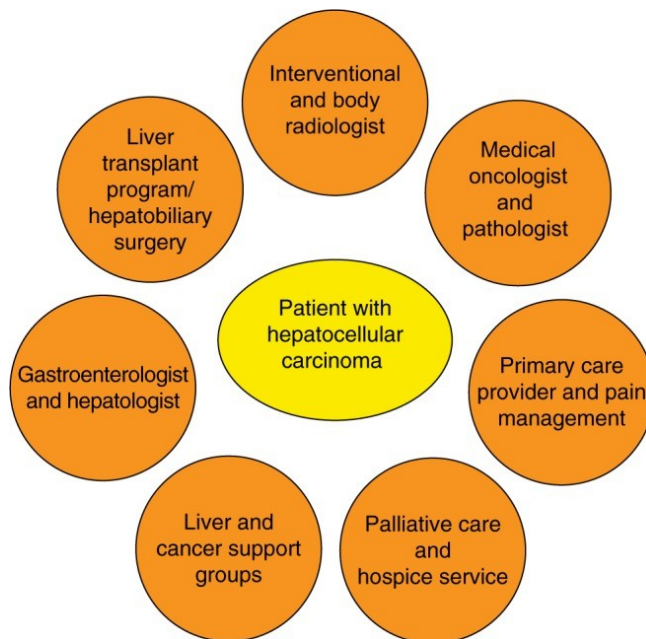 Interventional
and body
radiologist
Liver
transplant
program/
hepatobiliary
surgery
Medical
oncologist
and
pathologist
Patient with
hepatocellular
carcinoma
Gastroenterologist
and hepatologist
Primary care
provider and pain
management
Liver and
cancer support
groups
Palliative care
and
hospice service